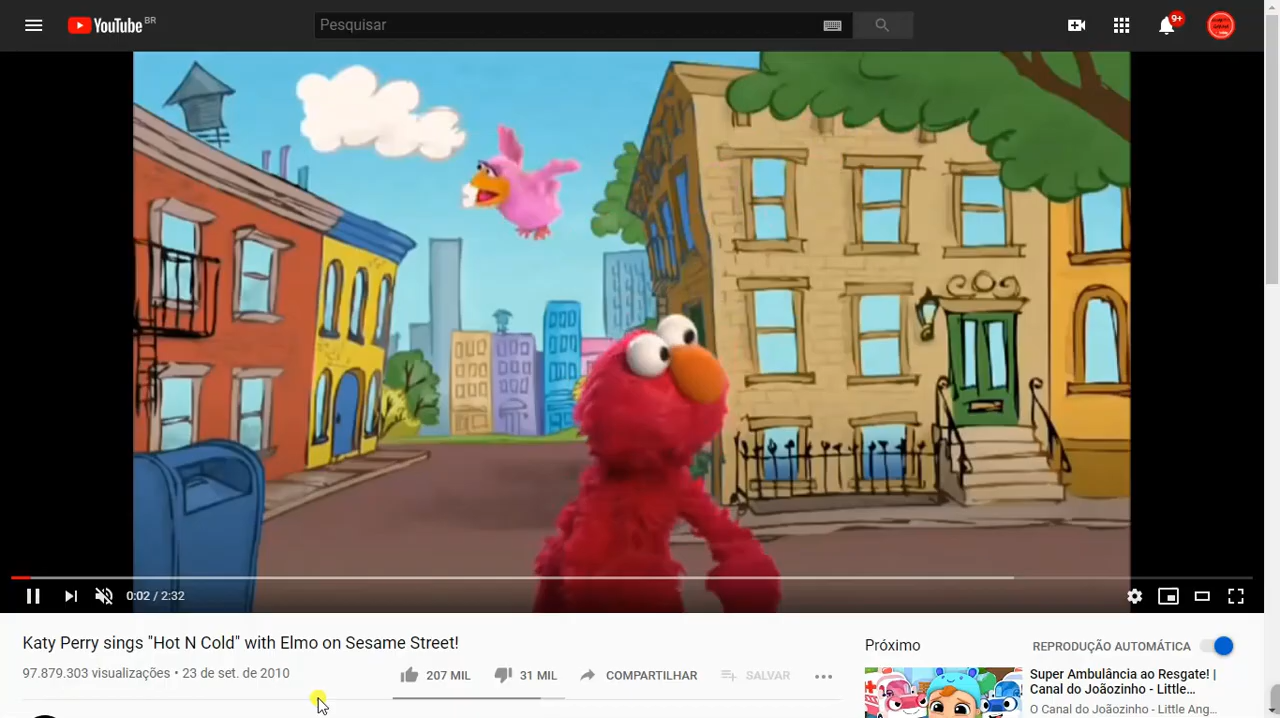 YouTube BR
Pesquisar
9+
0:02 / 2:32
Katy Perry sings "Hot N Cold" with Elmo on Sesame Street!
97.879.303 visualizações • 23 de set. de 2010
207 MIL
31 MIL
COMPARTILHAR
SALVAR
Próximo
REPRODUÇÃO AUTOMÁTICA
Super Ambulância ao Resgate! |
Canal do Joãozinho - Little...
O Canal do Joãozinho - Little Ang...